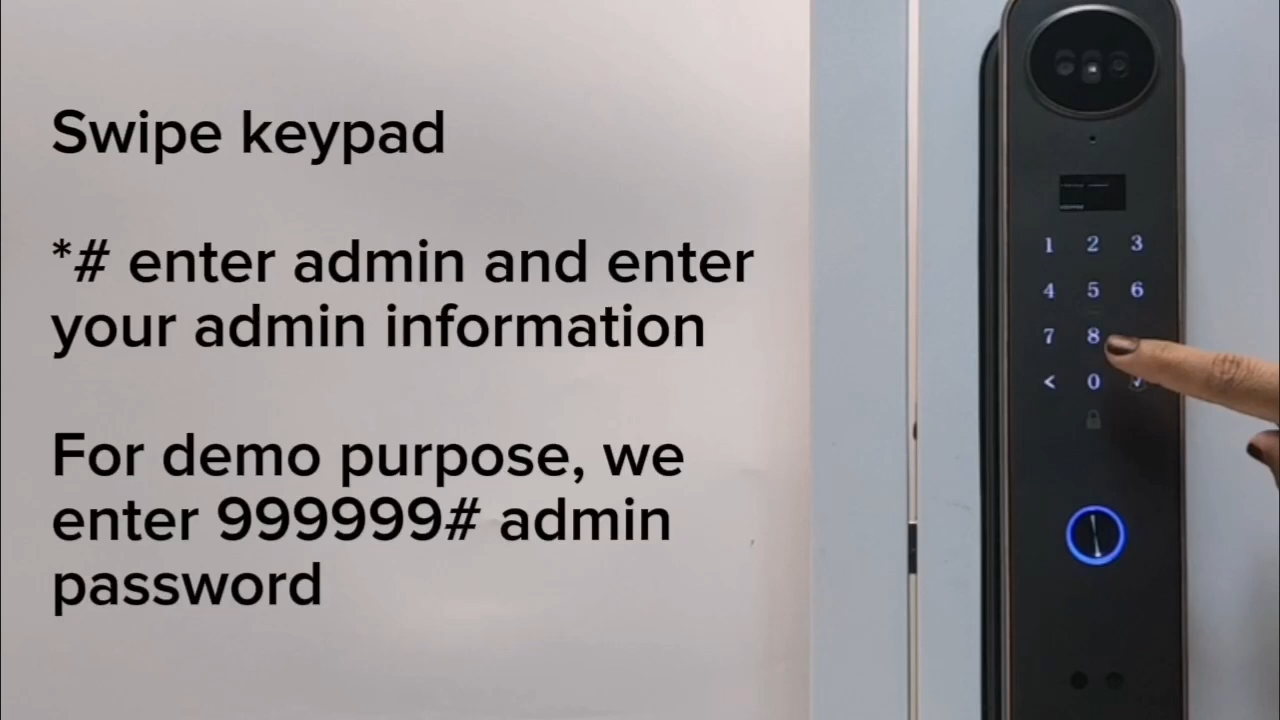 Swipe keypad
*# enter admin and enter
your admin information
For demo purpose, we
enter 999999# admin
password
1 2 3
4 5 6
7 8
< 0 ✓